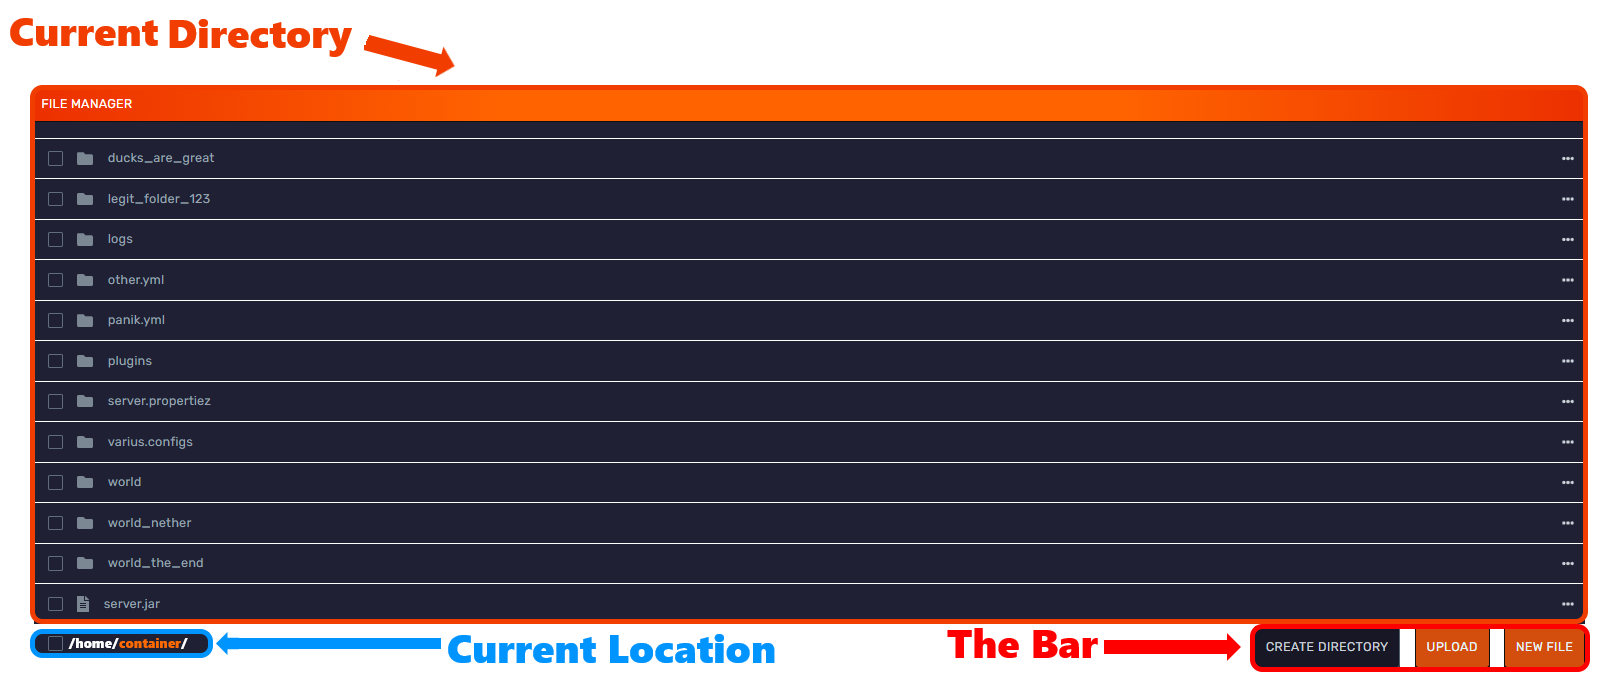 Current Directory
FILE MANAGER
ducks_are_great
legit_folder_123
logs
other.yml
panik.yml
plugins
server.propertiez
varius.configs
world
world_nether
world_the_end
server.jar
/home/container/
Current Location
The Bar
CREATE DIRECTORY
UPLOAD
NEW FILE